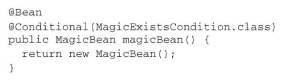 @Bean
@Conditional(MagicExistsCondition.class)
public MagicBean magicBean() {
  return new MagicBean();
}